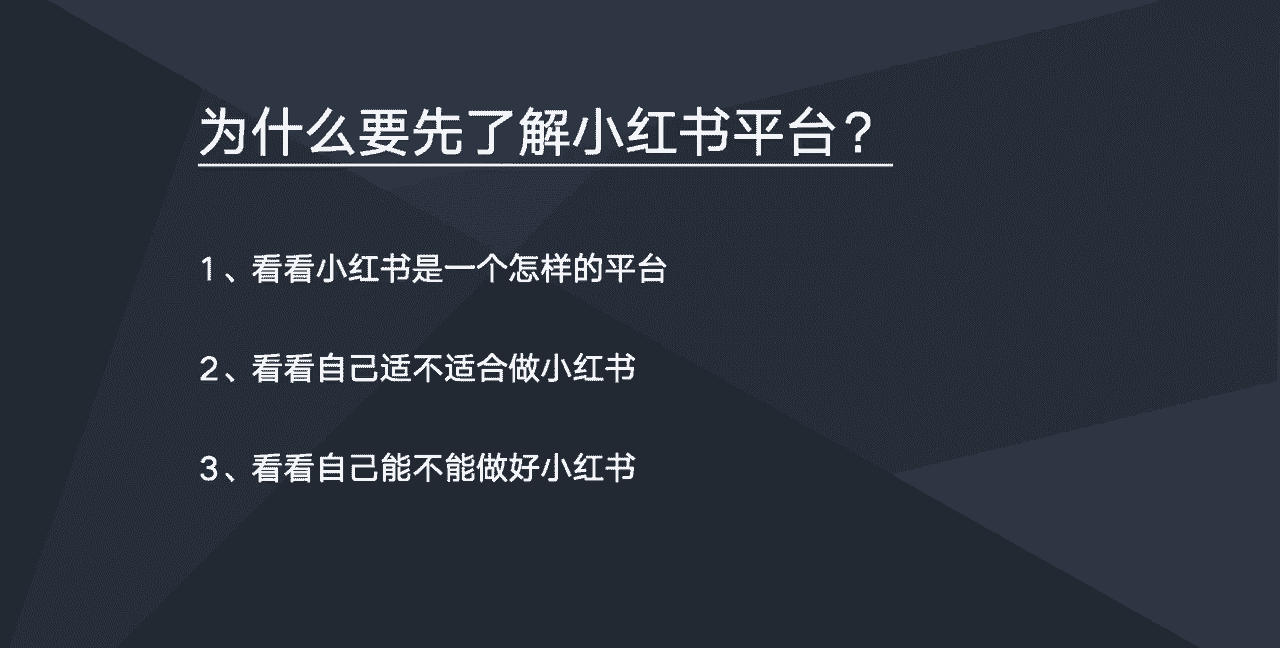 为什么要先了解小红书平台？
1、看看小红书是一个怎样的平台
2、看看自己适不适合做小红书
3、看看自己能不能做好小红书